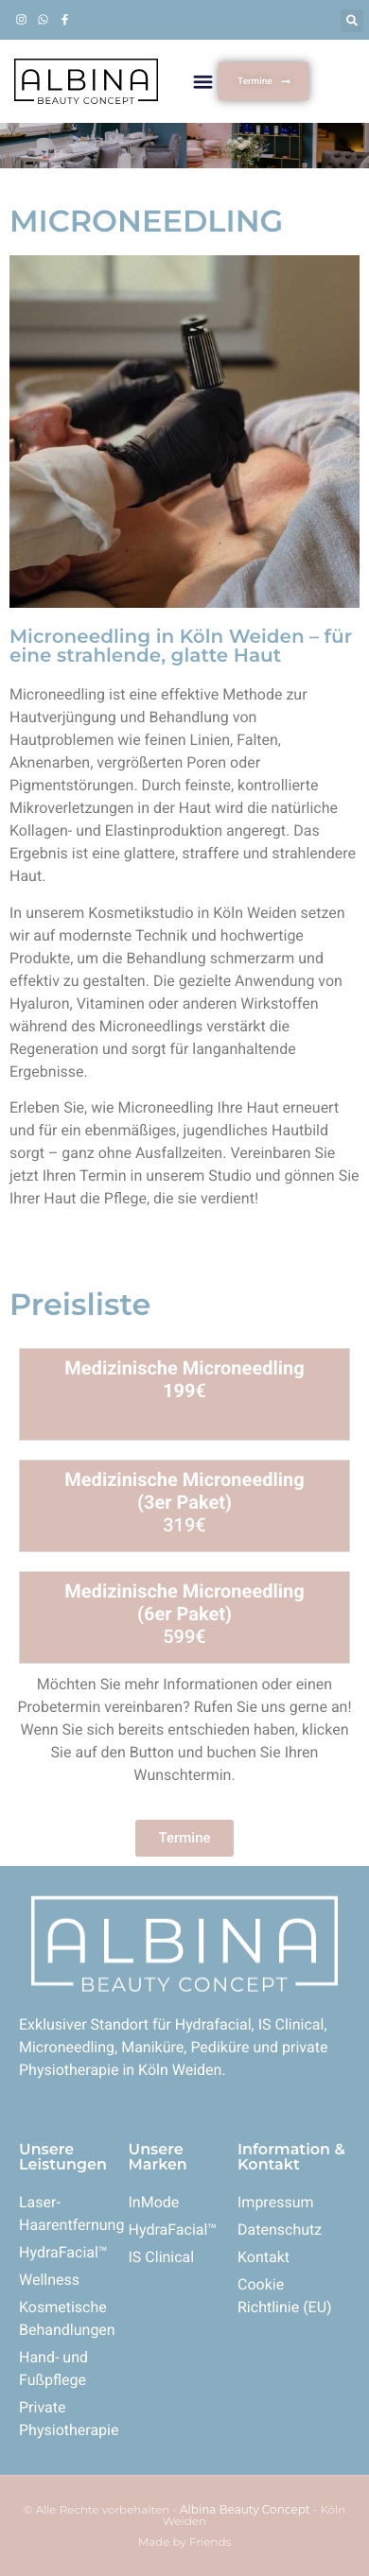 ALBINA
BEAUTY CONCEPT
Termine
MICRONEEDLING
Microneedling in Köln Weiden – für
eine strahlende, glatte Haut
Microneedling ist eine effektive Methode zur
Hautverjüngung und Behandlung von
Hautproblemen wie feinen Linien, Falten,
Aknenarben, vergrößerten Poren oder
Pigmentstörungen. Durch feinste, kontrollierte
Mikroverletzungen in der Haut wird die natürliche
Kollagen- und Elastinproduktion angeregt. Das
Ergebnis ist eine glattere, straffere und strahlendere
Haut.
In unserem Kosmetikstudio in Köln Weiden setzen
wir auf modernste Technik und hochwertige
Produkte, um die Behandlung schmerzarm und
effektiv zu gestalten. Die gezielte Anwendung von
Hyaluron, Vitaminen oder anderen Wirkstoffen
während des Microneedlings verstärkt die
Regeneration und sorgt für langanhaltende
Ergebnisse.
Erleben Sie, wie Microneedling Ihre Haut erneuert
und für ein ebenmäßiges, jugendliches Hautbild
sorgt – ganz ohne Ausfallzeiten. Vereinbaren Sie
jetzt Ihren Termin in unserem Studio und gönnen Sie
Ihrer Haut die Pflege, die sie verdient!
Preisliste
Medizinische Microneedling
199€
Medizinische Microneedling
(3er Paket)
319€
Medizinische Microneedling
(6er Paket)
599€
Möchten Sie mehr Informationen oder einen
Probetermin vereinbaren? Rufen Sie uns gerne an!
Wenn Sie sich bereits entschieden haben, klicken
Sie auf den Button und buchen Sie Ihren
Wunschtermin.
Termine
ALBINA
BEAUTY CONCEPT
Exklusiver Standort für Hydrafacial, IS Clinical,
Microneedling, Maniküre, Pediküre und private
Physiotherapie in Köln Weiden.
Unsere
Leistungen
Laser-
Haarentfernung
HydraFacial™
Wellness
Kosmetische
Behandlungen
Hand- und
Fußpflege
Private
Physiotherapie
Unsere
Marken
InMode
HydraFacial™
IS Clinical
Information &
Kontakt
Impressum
Datenschutz
Kontakt
Cookie
Richtlinie (EU)
© Alle Rechte vorbehalten - Albina Beauty Concept - Köln
Weiden
Made by Friends